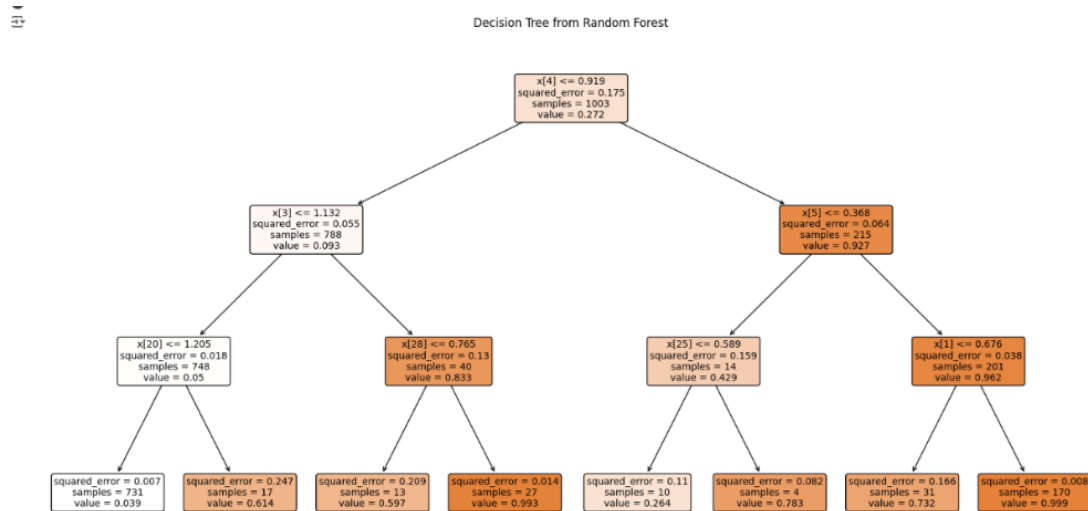 Decision Tree from Random Forest
x[4] <= 0.919
squared_error = 0.175
samples = 1003
value = 0.272
x[3] <= 1.132
squared_error = 0.055
samples = 788
value = 0.093
x[5] <= 0.368
squared_error = 0.064
samples = 215
value = 0.927
x[20] <= 1.205
squared_error = 0.018
samples = 748
value = 0.05
x[28] <= 0.765
squared_error = 0.13
samples = 40
value = 0.833
x[25] <= 0.589
squared_error = 0.159
samples = 14
value = 0.429
x[1] <= 0.676
squared_error = 0.038
samples = 201
value = 0.962
squared_error = 0.007
samples = 731
value = 0.039
squared_error = 0.247
samples = 17
value = 0.614
squared_error = 0.209
samples = 13
value = 0.597
squared_error = 0.014
samples = 27
value = 0.993
squared_error = 0.11
samples = 10
value = 0.264
squared_error = 0.082
samples = 4
value = 0.783
squared_error = 0.166
samples = 31
value = 0.732
squared_error = 0.008
samples = 170
value = 0.999